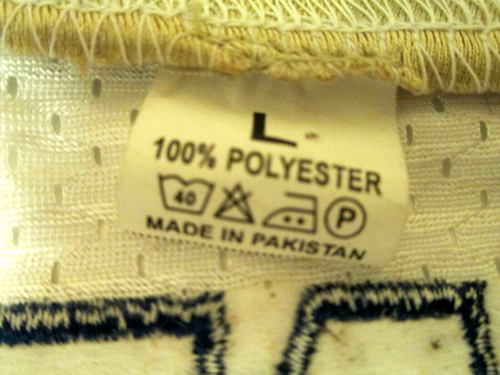 L
100% POLYESTER
40 P
MADE IN PAKISTAN